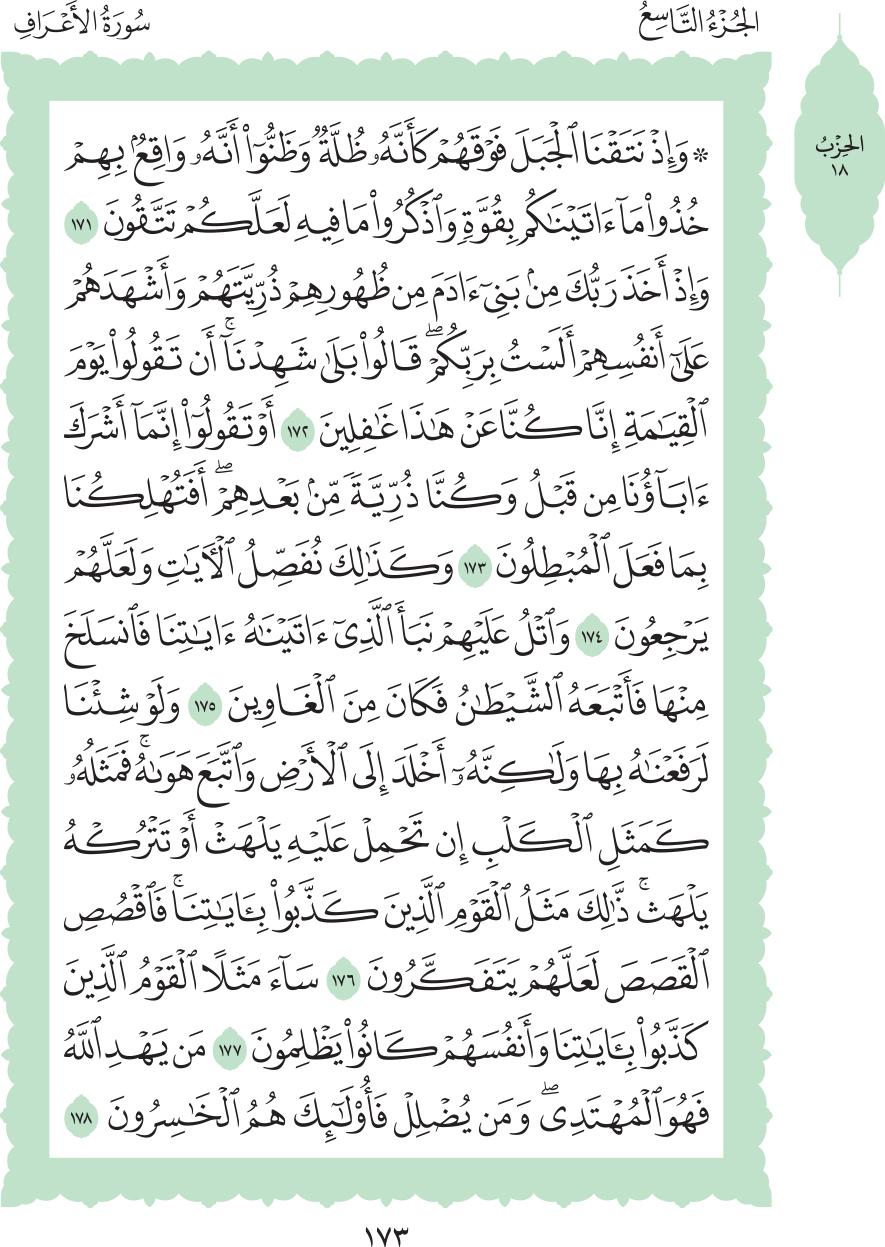 الجُزْءُ التَّاسِعُ
سُورَةُ الأَعْرَافِ
الحِزْبُ
١٨
* وَإِذْ نَتَقْنَا ٱلْجَبَلَ فَوْقَهُمْ كَأَنَّهُۥ ظُلَّةٌ وَظَنُّوٓا۟ أَنَّهُۥ وَاقِعٌۢ بِهِمْ
خُذُوا۟ مَآ ءَاتَيْنَٰكُم بِقُوَّةٍ وَٱذْكُرُوا۟ مَا فِيهِ لَعَلَّكُمْ تَتَّقُونَ ١٧١
وَإِذْ أَخَذَ رَبُّكَ مِنۢ بَنِىٓ ءَادَمَ مِن ظُهُورِهِمْ ذُرِّيَّتَهُمْ وَأَشْهَدَهُمْ
عَلَىٰٓ أَنفُسِهِمْ أَلَسْتُ بِرَبِّكُمْۖ قَالُوا۟ بَلَىٰ شَهِدْنَآۚ أَن تَقُولُوا۟ يَوْمَ
ٱلْقِيَٰمَةِ إِنَّا كُنَّا عَنْ هَٰذَا غَٰفِلِينَ ١٧٢ أَوْ تَقُولُوٓا۟ إِنَّمَآ أَشْرَكَ
ءَابَآؤُنَا مِن قَبْلُ وَكُنَّا ذُرِّيَّةً مِّنۢ بَعْدِهِمْۖ أَفَتُهْلِكُنَا
بِمَا فَعَلَ ٱلْمُبْطِلُونَ ١٧٣ وَكَذَٰلِكَ نُفَصِّلُ ٱلْـَٔايَٰتِ وَلَعَلَّهُمْ
يَرْجِعُونَ ١٧٤ وَٱتْلُ عَلَيْهِمْ نَبَأَ ٱلَّذِىٓ ءَاتَيْنَٰهُ ءَايَٰتِنَا فَٱنسَلَخَ
مِنْهَا فَأَتْبَعَهُ ٱلشَّيْطَٰنُ فَكَانَ مِنَ ٱلْغَاوِينَ ١٧٥ وَلَوْ شِئْنَا
لَرَفَعْنَٰهُ بِهَا وَلَٰكِنَّهُۥٓ أَخْلَدَ إِلَى ٱلْأَرْضِ وَٱتَّبَعَ هَوَىٰهُۚ فَمَثَلُهُۥ
كَمَثَلِ ٱلْكَلْبِ إِن تَحْمِلْ عَلَيْهِ يَلْهَثْ أَوْ تَتْرُكْهُ
يَلْهَثۚ ذَّٰلِكَ مَثَلُ ٱلْقَوْمِ ٱلَّذِينَ كَذَّبُوا۟ بِـَٔايَٰتِنَاۚ فَٱقْصُصِ
ٱلْقَصَصَ لَعَلَّهُمْ يَتَفَكَّرُونَ ١٧٦ سَآءَ مَثَلًا ٱلْقَوْمُ ٱلَّذِينَ
كَذَّبُوا۟ بِـَٔايَٰتِنَا وَأَنفُسَهُمْ كَانُوا۟ يَظْلِمُونَ ١٧٧ مَن يَهْدِ ٱللَّهُ
فَهُوَ ٱلْمُهْتَدِىۖ وَمَن يُضْلِلْ فَأُو۟لَٰٓئِكَ هُمُ ٱلْخَٰسِرُونَ ١٧٨
١٧٣